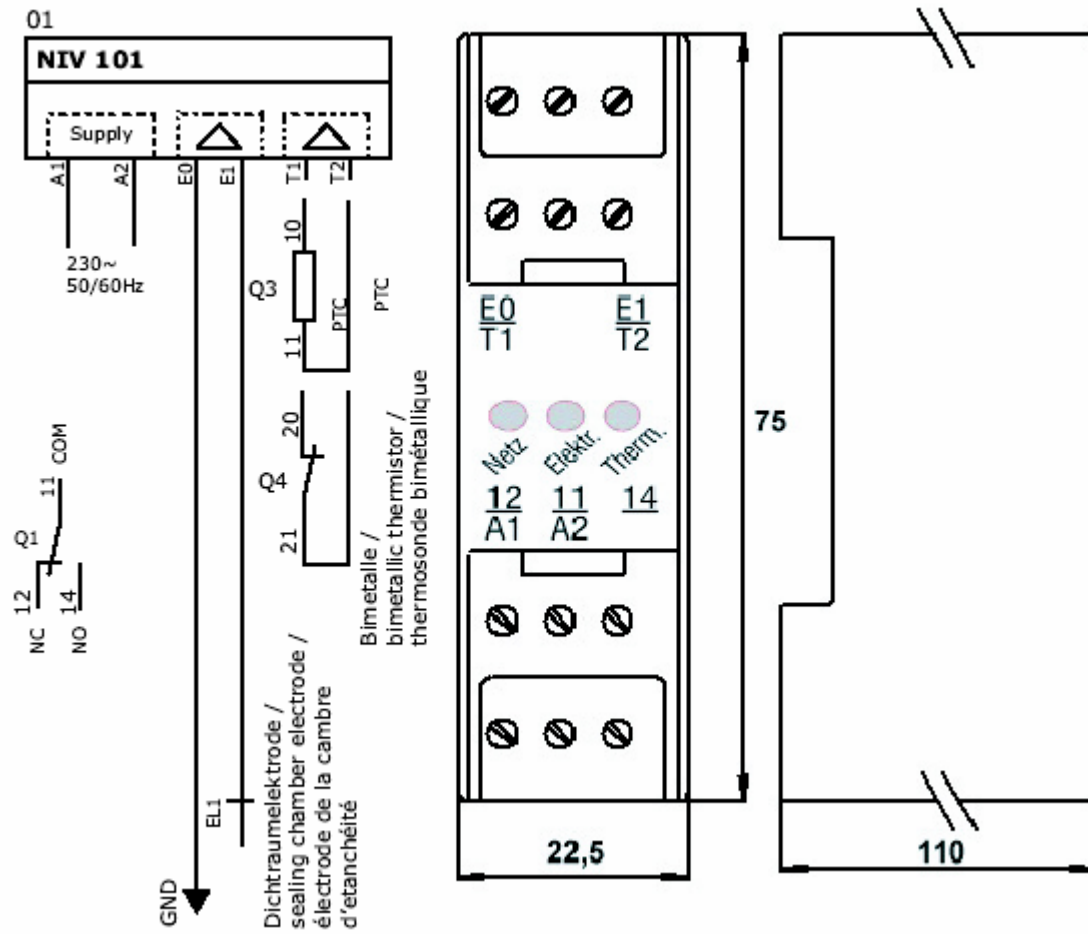 01
NIV 101
Supply
A1
A2
E0
E1
T1
T2
230~
50/60Hz
10
Q3
11
PTC
PTC
20
Q4
21
11
COM
Q1
12
14
NC
NO
Bimetalle /
bimetallic thermistor /
thermosonde bimétallique
Dichtraumelektrode /
sealing chamber electrode /
électrode de la cambre
d'etanchéité
EL1
GND
E0
T1
E1
T2
Netz
Elektr.
Therm.
12
A1
11
A2
14
75
22,5
110